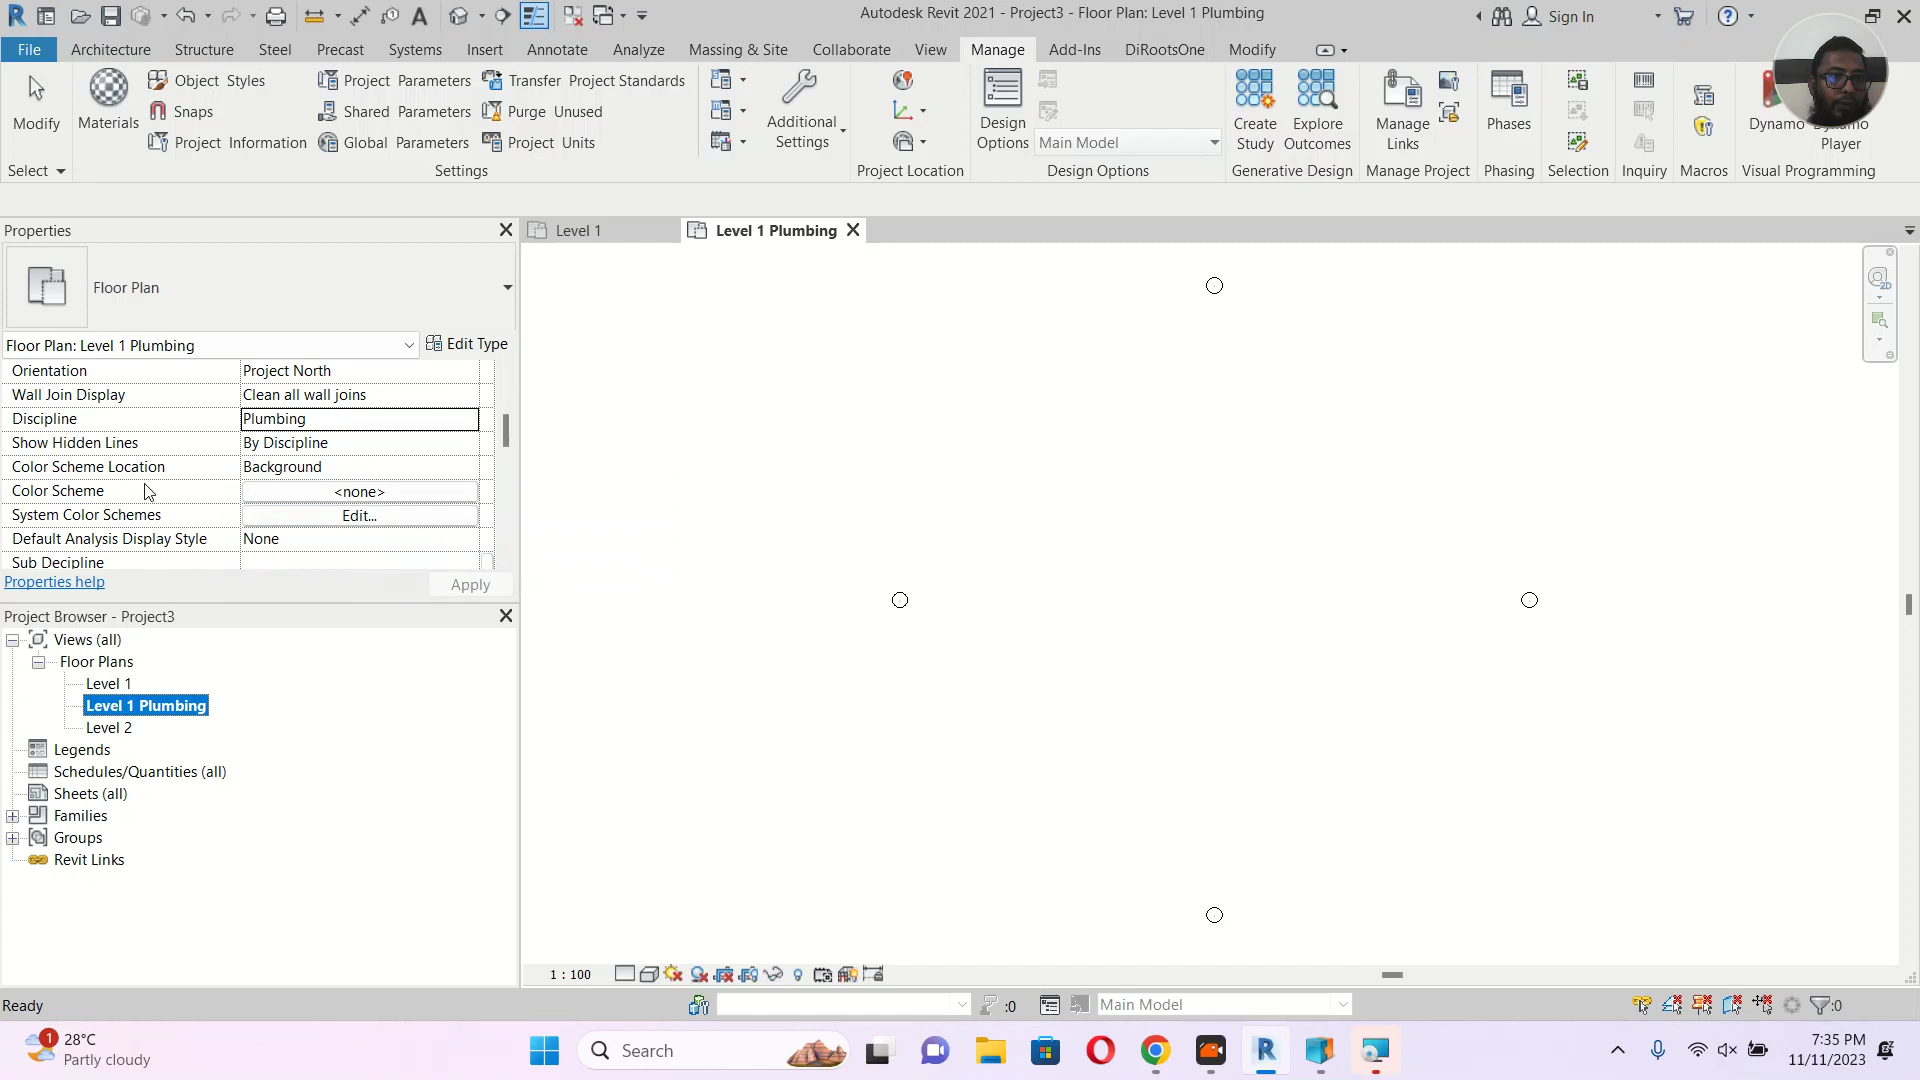 Autodesk Revit 2021 - Project3 - Floor Plan: Level 1 Plumbing
Sign In
File Architecture Structure Steel Precast Systems Insert Annotate Analyze Massing & Site Collaborate View Manage Add-Ins DiRootsOne Modify
Modify
Materials
Object Styles
Snaps
Project Information
Project Parameters
Shared Parameters
Global Parameters
Transfer Project Standards
Purge Unused
Project Units
Additional
Settings
Design
Options
Main Model
Create
Study
Explore
Outcomes
Manage
Links
Phases
Dynamo
Dynamo
Player
Select
Settings
Project Location
Design Options
Generative Design
Manage Project
Phasing
Selection
Inquiry
Macros
Visual Programming
Properties
Level 1
Level 1 Plumbing
Floor Plan
2D
Floor Plan: Level 1 Plumbing
Edit Type
Orientation Project North
Wall Join Display Clean all wall joins
Discipline Plumbing
Show Hidden Lines By Discipline
Color Scheme Location Background
Color Scheme <none>
System Color Schemes Edit...
Default Analysis Display Style None
Sub Decipline
Properties help
Apply
Project Browser - Project3
Views (all)
Floor Plans
Level 1
Level 1 Plumbing
Level 2
Legends
Schedules/Quantities (all)
Sheets (all)
Families
Groups
Revit Links
1 : 100
Ready
:0
Main Model
:0
1
28°C
Partly cloudy
Search
7:35 PM
11/11/2023